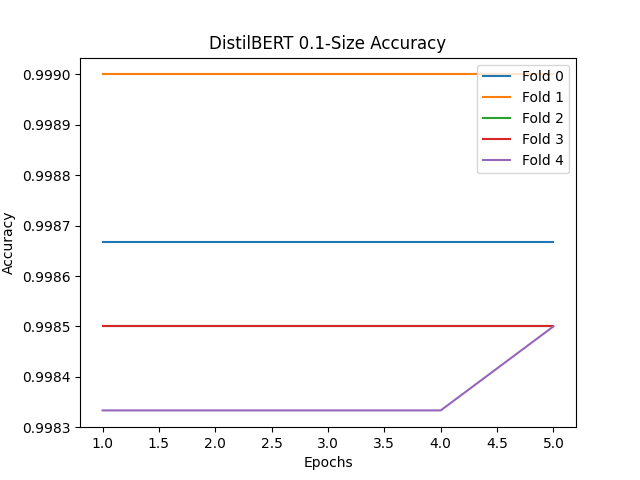 DistilBERT 0.1-Size Accuracy
0.9990
0.9989
0.9988
0.9987
0.9986
0.9985
0.9984
0.9983
Accuracy
Fold 0
Fold 1
Fold 2
Fold 3
Fold 4
1.0 1.5 2.0 2.5 3.0 3.5 4.0 4.5 5.0
Epochs